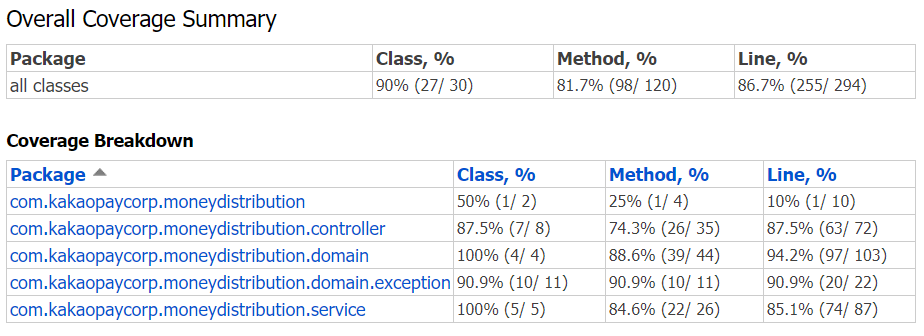 Overall Coverage Summary
Package Class, % Method, % Line, %
all classes 90% (27/ 30) 81.7% (98/ 120) 86.7% (255/ 294)
Coverage Breakdown
Package Class, % Method, % Line, %
com.kakaopaycorp.moneydistribution 50% (1/ 2) 25% (1/ 4) 10% (1/ 10)
com.kakaopaycorp.moneydistribution.controller 87.5% (7/ 8) 74.3% (26/ 35) 87.5% (63/ 72)
com.kakaopaycorp.moneydistribution.domain 100% (4/ 4) 88.6% (39/ 44) 94.2% (97/ 103)
com.kakaopaycorp.moneydistribution.domain.exception 90.9% (10/ 11) 90.9% (10/ 11) 90.9% (20/ 22)
com.kakaopaycorp.moneydistribution.service 100% (5/ 5) 84.6% (22/ 26) 85.1% (74/ 87)